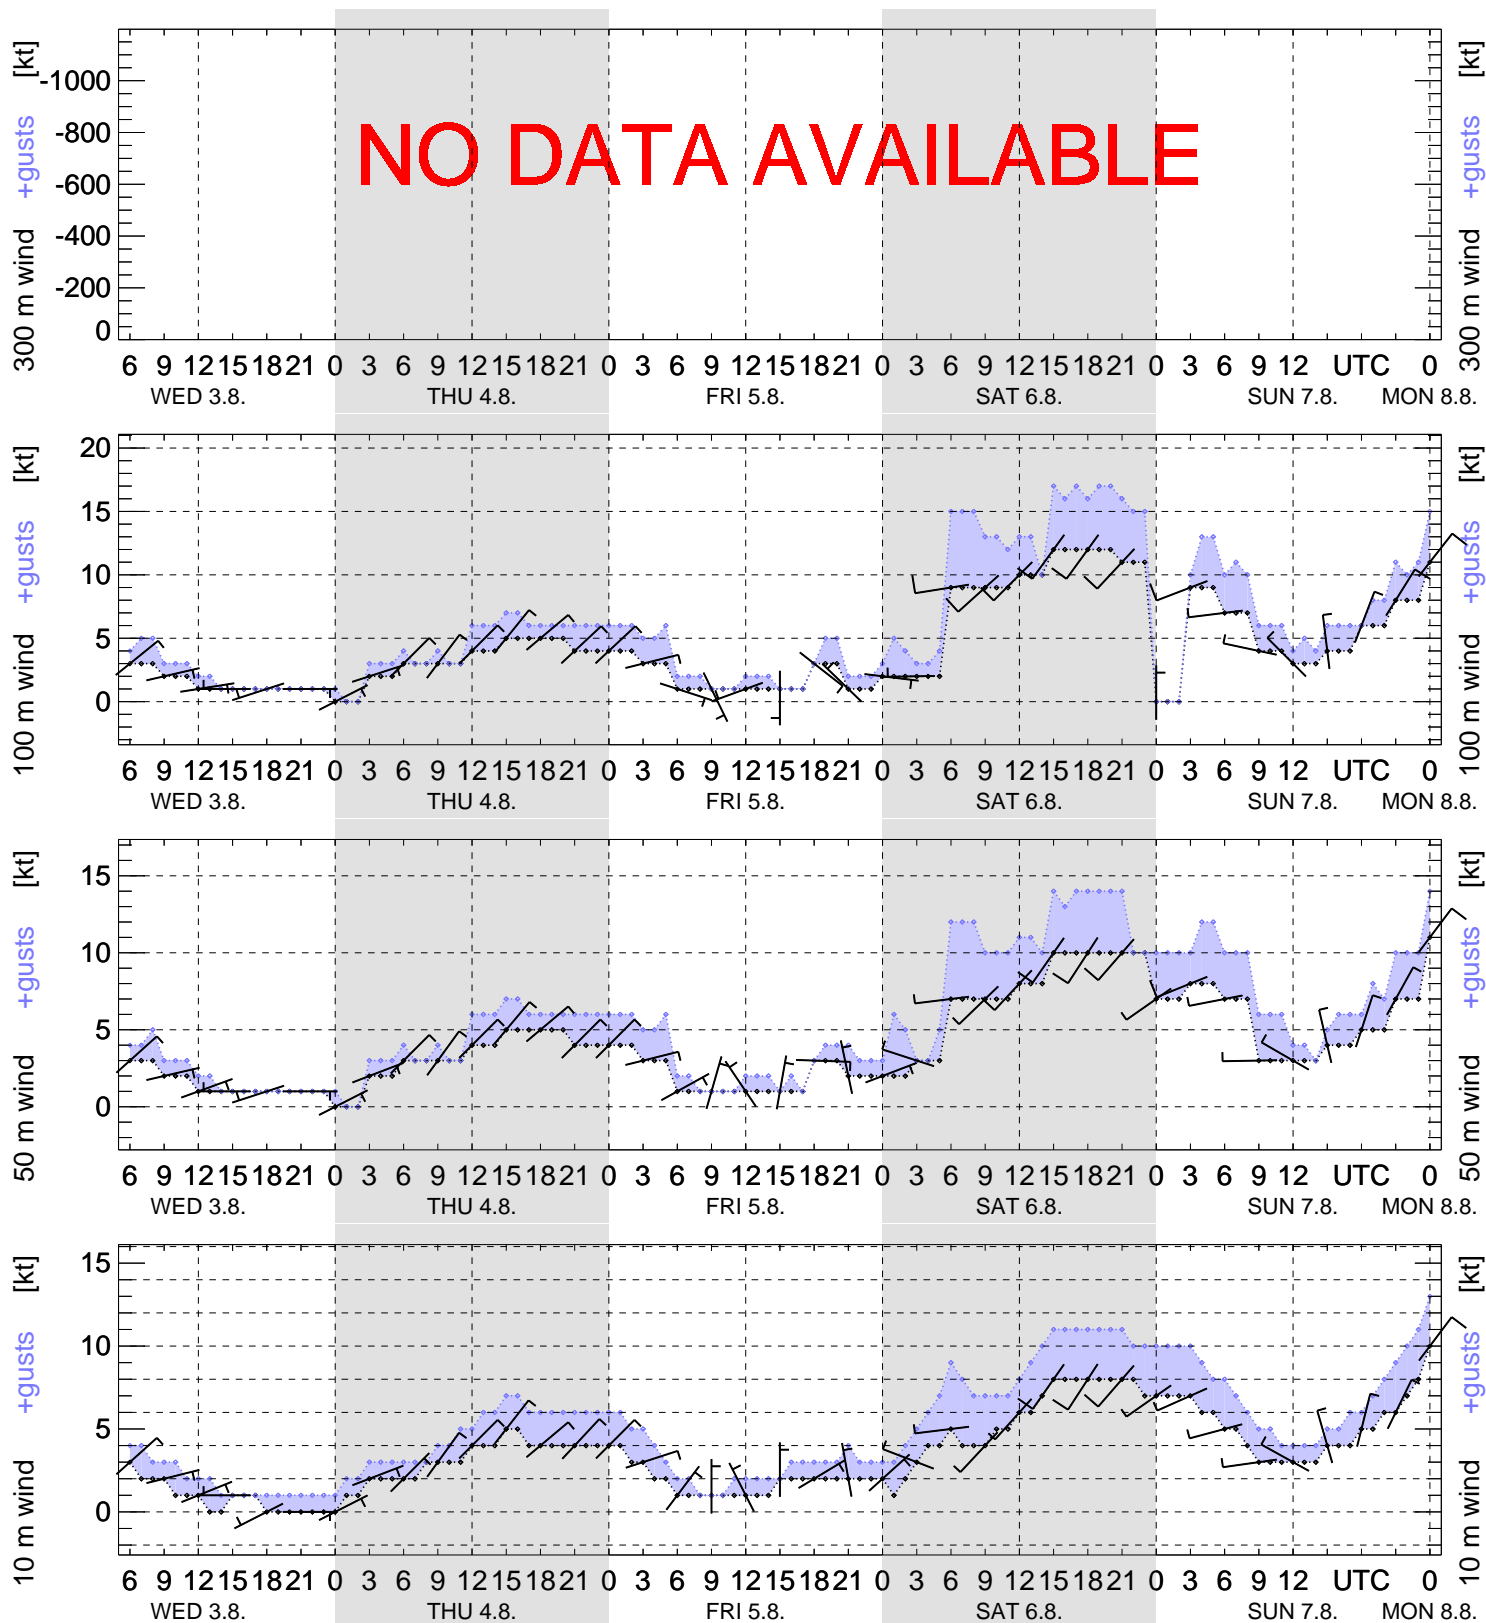 300 m wind +gusts [kt]
-1000
-800
-600
-400
-200
0
NO DATA AVAILABLE
300 m wind +gusts [kt]
6 9 12 15 18 21 0 3 6 9 12 15 18 21 0 3 6 9 12 15 18 21 0 3 6 9 12 15 18 21 0 3 6 9 12 UTC 0
WED 3.8. THU 4.8. FRI 5.8. SAT 6.8. SUN 7.8. MON 8.8.
100 m wind +gusts [kt]
20
15
10
5
0
100 m wind +gusts [kt]
6 9 12 15 18 21 0 3 6 9 12 15 18 21 0 3 6 9 12 15 18 21 0 3 6 9 12 15 18 21 0 3 6 9 12 UTC 0
WED 3.8. THU 4.8. FRI 5.8. SAT 6.8. SUN 7.8. MON 8.8.
50 m wind +gusts [kt]
15
10
5
0
50 m wind +gusts [kt]
6 9 12 15 18 21 0 3 6 9 12 15 18 21 0 3 6 9 12 15 18 21 0 3 6 9 12 15 18 21 0 3 6 9 12 UTC 0
WED 3.8. THU 4.8. FRI 5.8. SAT 6.8. SUN 7.8. MON 8.8.
10 m wind +gusts [kt]
15
10
5
0
10 m wind +gusts [kt]
6 9 12 15 18 21 0 3 6 9 12 15 18 21 0 3 6 9 12 15 18 21 0 3 6 9 12 15 18 21 0 3 6 9 12 UTC 0
WED 3.8. THU 4.8. FRI 5.8. SAT 6.8. SUN 7.8. MON 8.8.